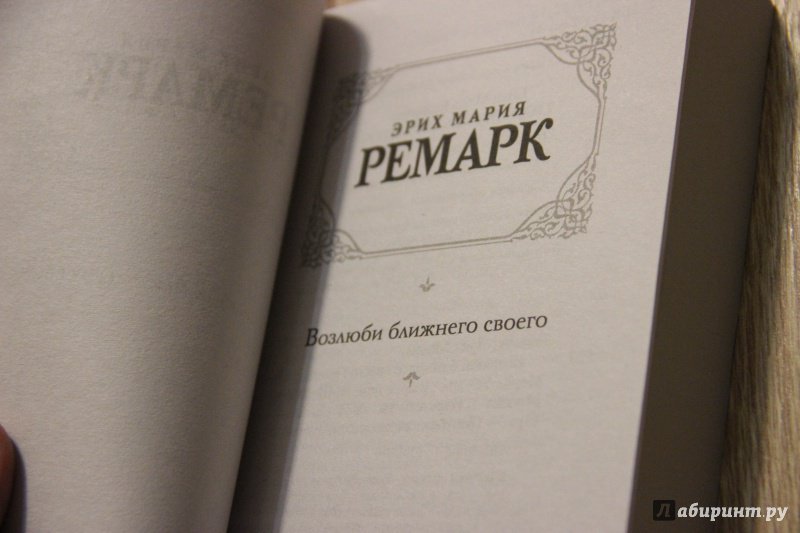 ЭРИХ МАРИЯ
РЕМАРК
Возлюби ближнего своего
Лабиринт.ру